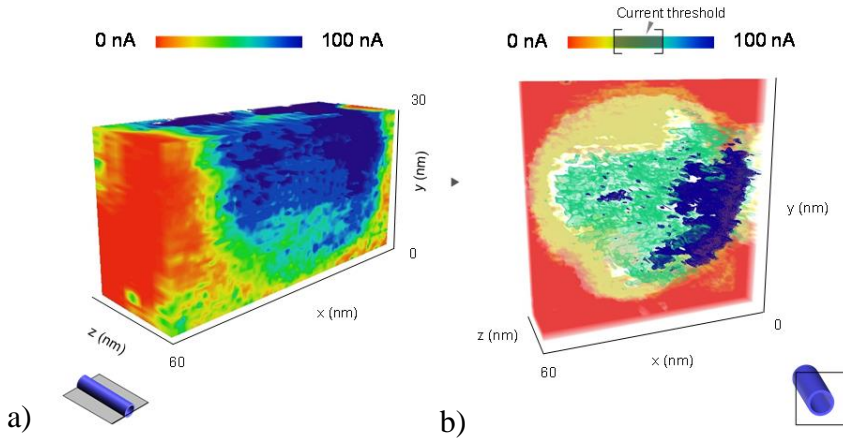 0 nA 100 nA
30
y (nm)
0
x (nm)
z (nm)
60
a)
Current threshold
0 nA 100 nA
y (nm)
0
z (nm)
x (nm)
60
b)